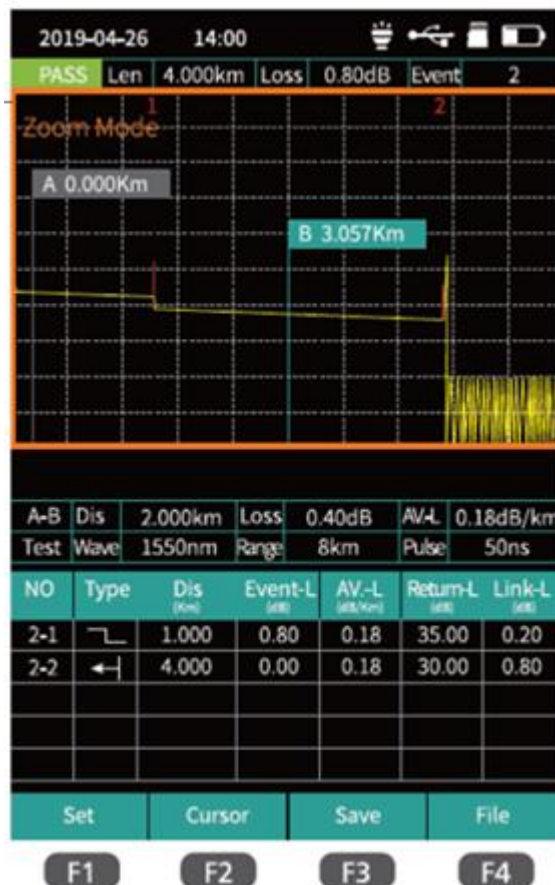 2019-04-26 14:00
PASS Len 4.000km Loss 0.80dB Event 2
1 2
Zoom Mode
A 0.000Km
B 3.057Km
A-B Dis 2.000km Loss 0.40dB AV-L 0.18dB/km
Test Wave 1550nm Range 8km Pulse 50ns
NO Type Dis Event-L AV.-L Return-L Link-L
(Km) (dB) (dB/Km) (dB) (dB)
2-1 1.000 0.80 0.18 35.00 0.20
2-2 4.000 0.00 0.18 30.00 0.80
Set Cursor Save File
F1 F2 F3 F4